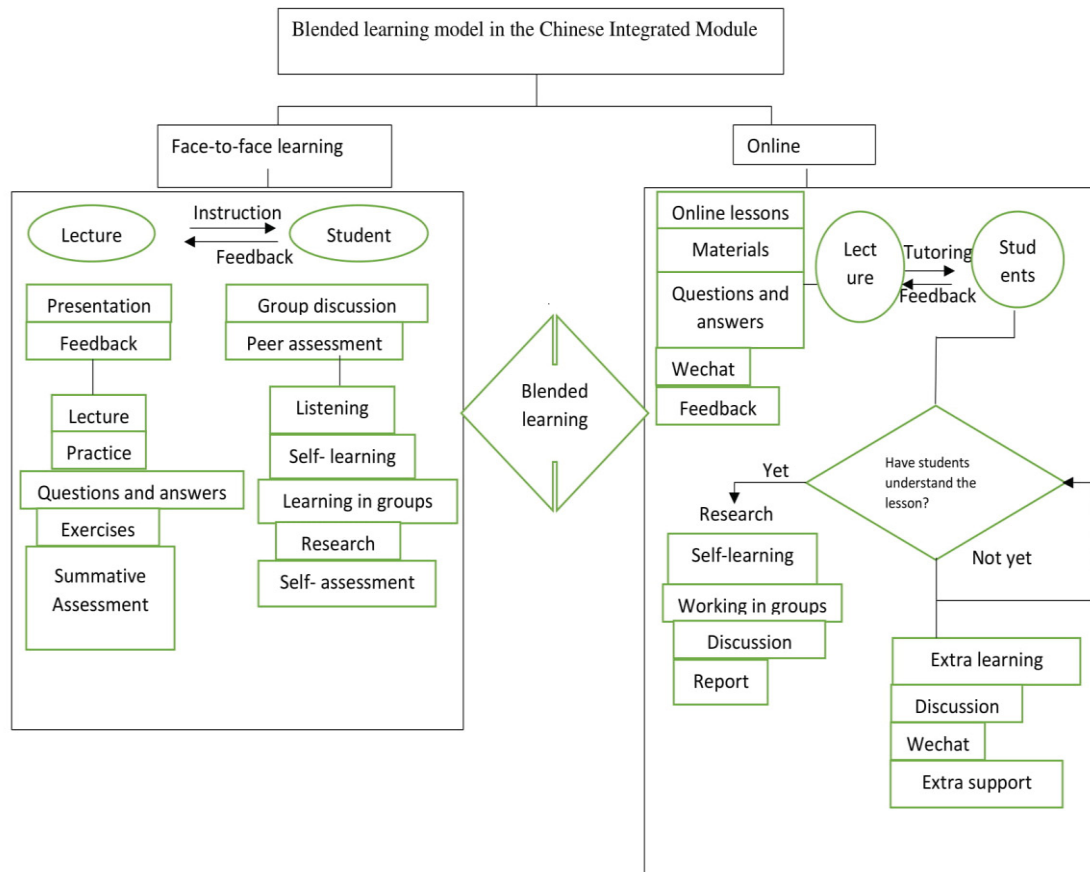 Blended learning model in the Chinese Integrated Module
Face-to-face learning
Online
Lecture
Instruction
Feedback
Student
Presentation
Feedback
Lecture
Practice
Questions and answers
Exercises
Summative
Assessment
Group discussion
Peer assessment
Listening
Self- learning
Learning in groups
Research
Self- assessment
Blended
learning
Online lessons
Materials
Questions and
answers
Wechat
Feedback
Lect
ure
Tutoring
Feedback
Stud
ents
Have students
understand the
lesson?
Yet
Not yet
Research
Self-learning
Working in groups
Discussion
Report
Extra learning
Discussion
Wechat
Extra support